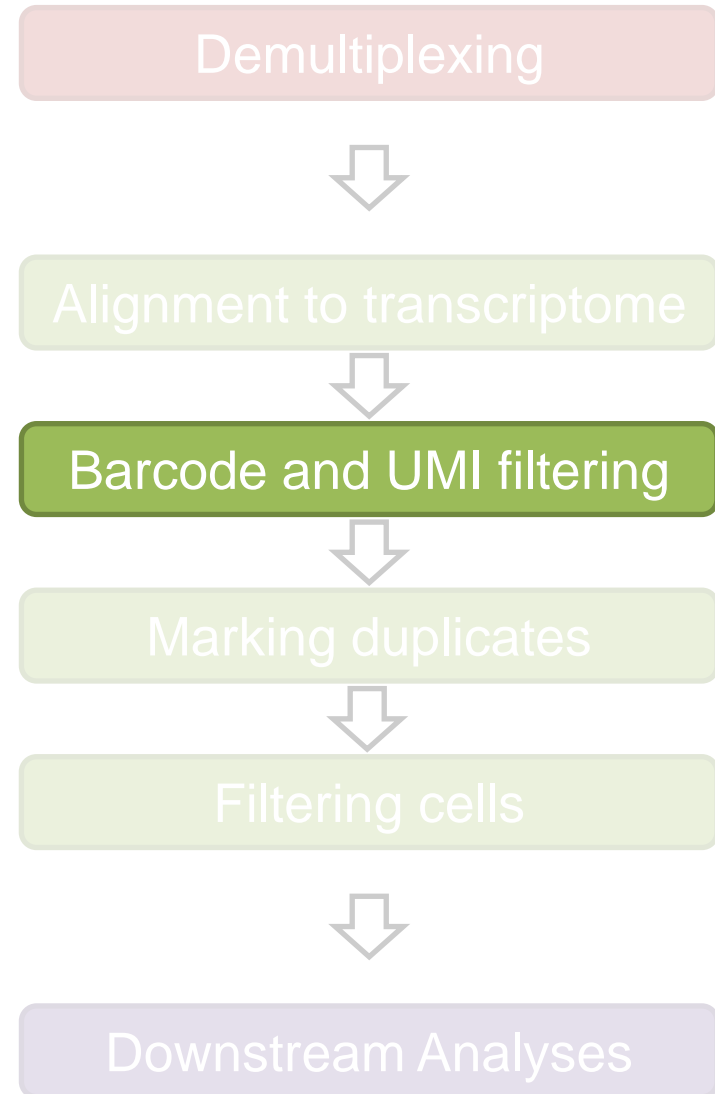 Demultiplexing
Alignment to transcriptome
Barcode and UMI filtering
Marking duplicates
Filtering cells
Downstream Analyses